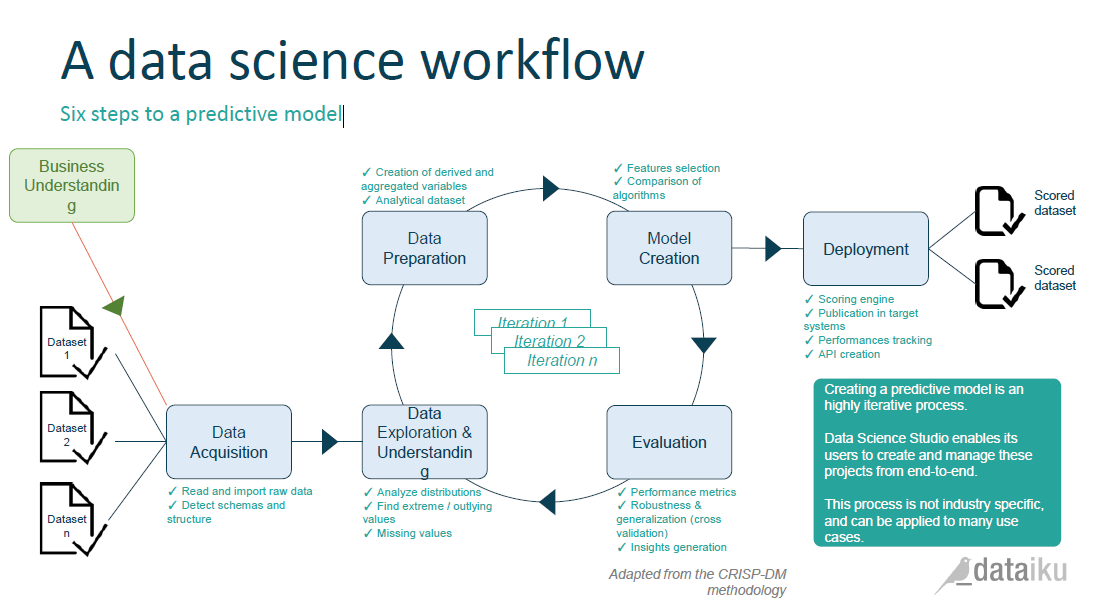 A data science workflow
Six steps to a predictive model
Business
Understandin
g
✓ Creation of derived and
aggregated variables
✓ Analytical dataset
✓ Features selection
✓ Comparison of
algorithms
Data
Preparation
Model
Creation
Deployment
Scored
dataset
Scored
dataset
✓ Scoring engine
✓ Publication in target
systems
✓ Performances tracking
✓ API creation
Iteration 1
Iteration 2
Iteration n
Dataset
1
Dataset
2
Dataset
n
Data
Acquisition
✓ Read and import raw data
✓ Detect schemas and
structure
Data
Exploration &
Understandin
g
✓ Analyze distributions
✓ Find extreme / outlying
values
✓ Missing values
Evaluation
✓ Performance metrics
✓ Robustness &
generalization (cross
validation)
✓ Insights generation
Creating a predictive model is an
highly iterative process.
Data Science Studio enables its
users to create and manage these
projects from end-to-end.
This process is not industry specific,
and can be applied to many use
cases.
Adapted from the CRISP-DM
methodology
_dataiku